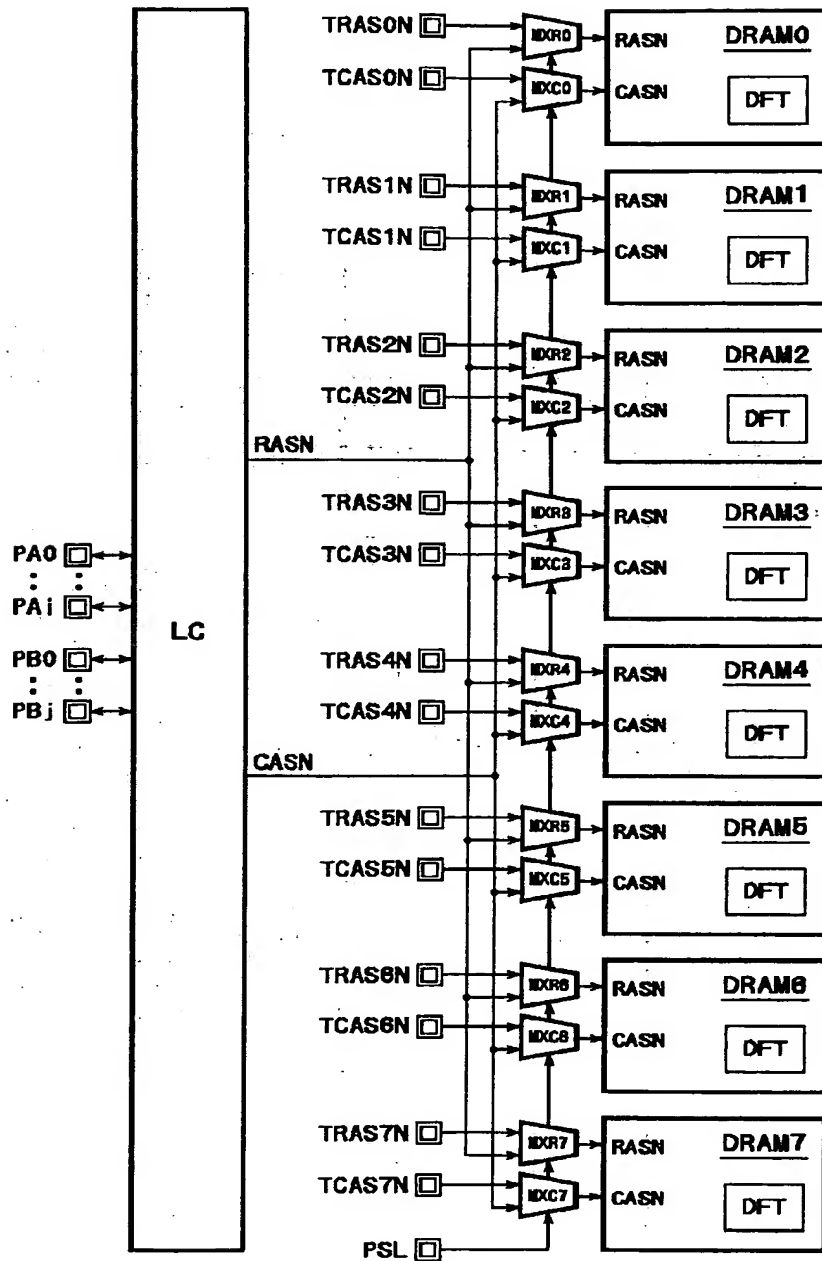 TRAS0N
MXR0
RASN
DRAM0
TCAS0N
MXC0
CASN
DFT
TRAS1N
MXR1
RASN
DRAM1
TCAS1N
MXC1
CASN
DFT
TRAS2N
MXR2
RASN
DRAM2
TCAS2N
MXC2
CASN
DFT
RASN
TRAS3N
MXR3
RASN
DRAM3
TCAS3N
MXC3
CASN
DFT
PA0
PAi
LC
PB0
PBj
TRAS4N
MXR4
RASN
DRAM4
TCAS4N
MXC4
CASN
DFT
CASN
TRAS5N
MXR5
RASN
DRAM5
TCAS5N
MXC5
CASN
DFT
TRAS6N
MXR6
RASN
DRAM6
TCAS6N
MXC6
CASN
DFT
TRAS7N
MXR7
RASN
DRAM7
TCAS7N
MXC7
CASN
DFT
PSL